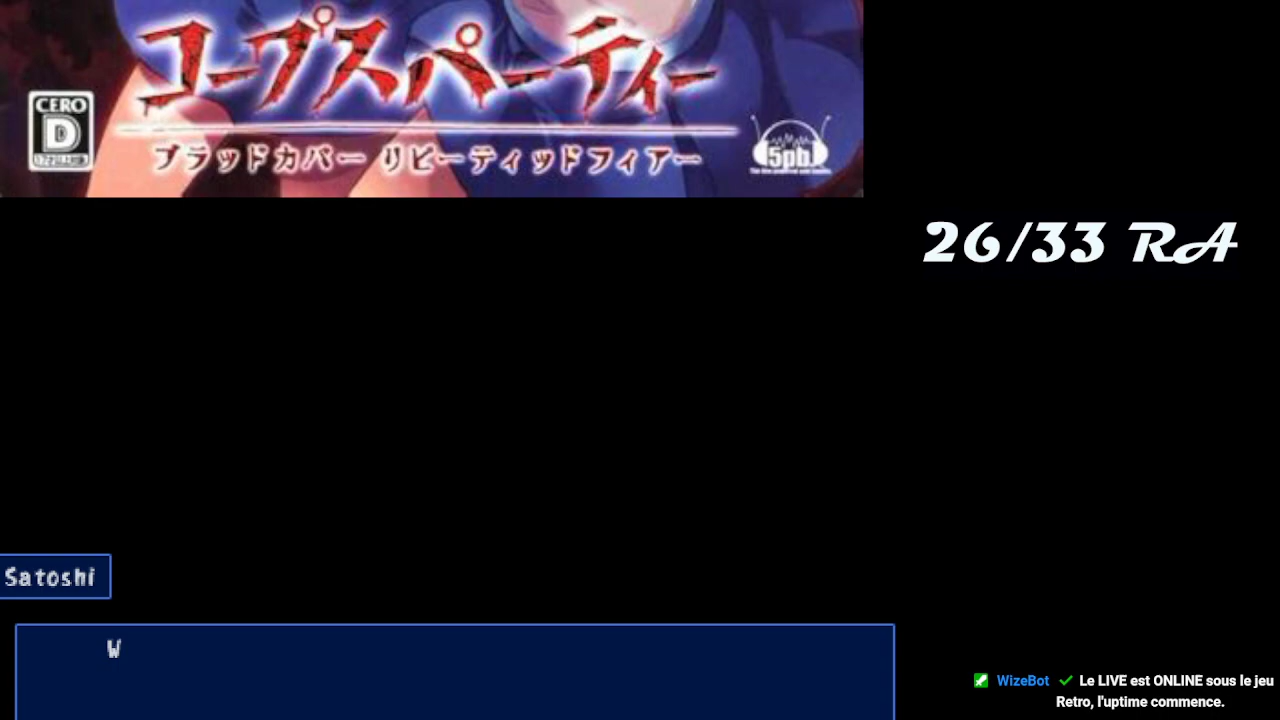 コープスパーティー
CERO
D
ブラッドカバー リピーティッドフィアー
5pb.
26/33 RA
Satoshi
W
WizeBot Le LIVE est ONLINE sous le jeu
Retro, l'uptime commence.